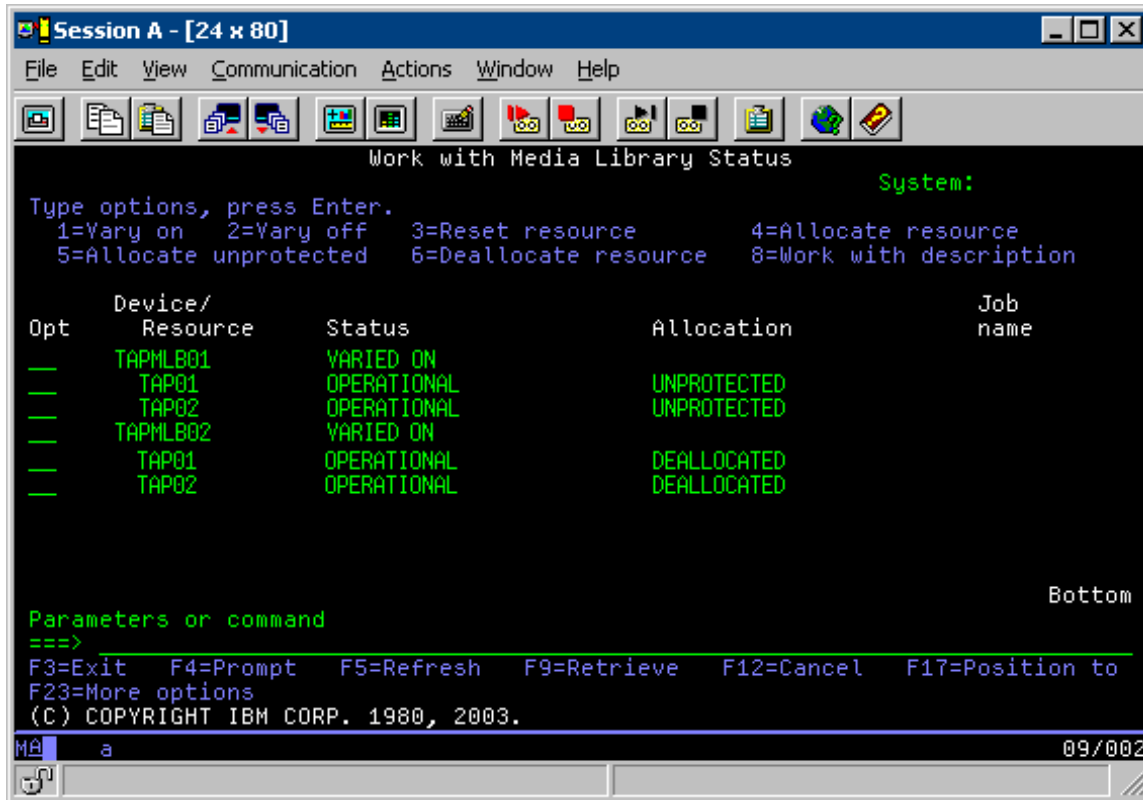 Session A - [24 x 80]
File Edit View Communication Actions Window Help
Work with Media Library Status
System:
Type options, press Enter.
1=Vary on 2=Vary off 3=Reset resource 4=Allocate resource
5=Allocate unprotected 6=Deallocate resource 8=Work with description
Device/ Job
Opt Resource Status Allocation name
TAPMLB01 VARIED ON
TAP01 OPERATIONAL UNPROTECTED
TAP02 OPERATIONAL UNPROTECTED
TAPMLB02 VARIED ON
TAP01 OPERATIONAL DEALLOCATED
TAP02 OPERATIONAL DEALLOCATED
Bottom
Parameters or command
===>
F3=Exit F4=Prompt F5=Refresh F9=Retrieve F12=Cancel F17=Position to
F23=More options
(C) COPYRIGHT IBM CORP. 1980, 2003.
MA a 09/002